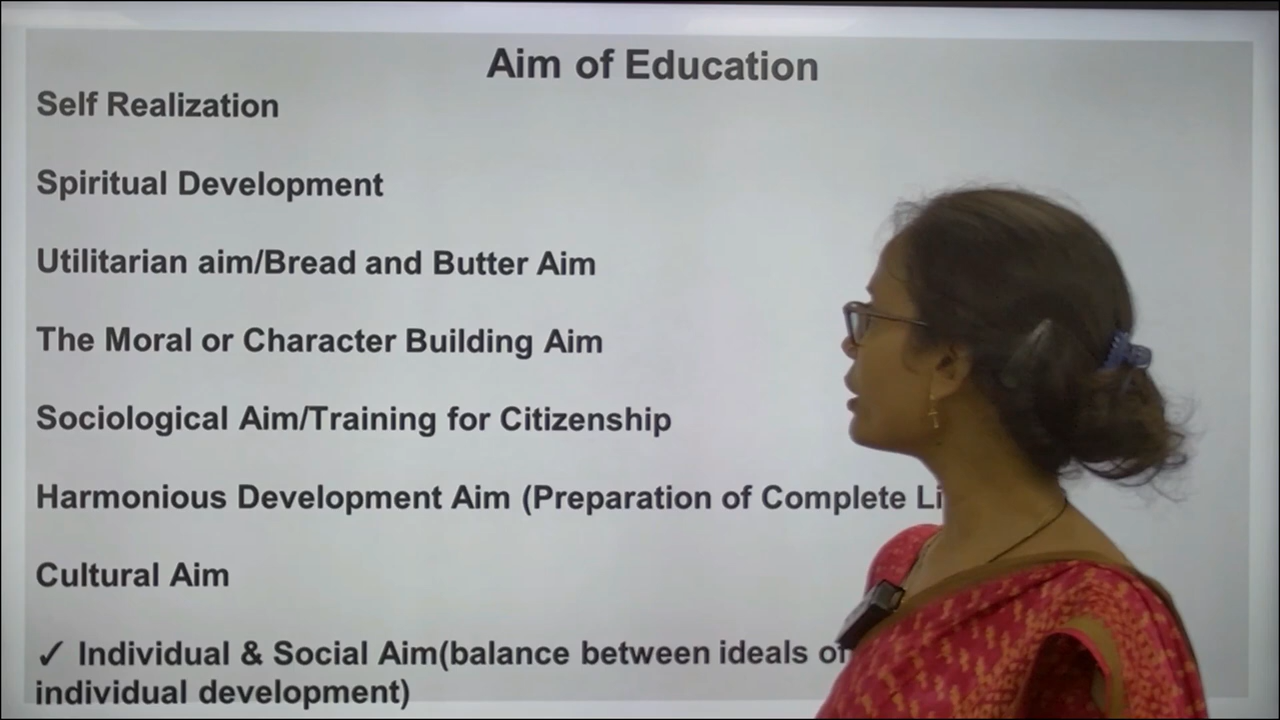 Aim of Education
Self Realization
Spiritual Development
Utilitarian aim/Bread and Butter Aim
The Moral or Character Building Aim
Sociological Aim/Training for Citizenship
Harmonious Development Aim (Preparation of Complete
Cultural Aim
✓ Individual & Social Aim(balance between ideals of
individual development)